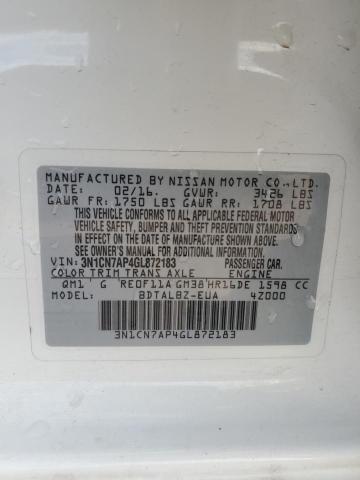 MANUFACTURED BY NISSAN MOTOR CO.,LTD.
DATE: 02/16. GVWR: 3426 LBS
GAWR FR: 1750 LBS GAWR RR: 1708 LBS
THIS VEHICLE CONFORMS TO ALL APPLICABLE FEDERAL MOTOR
VEHICLE SAFETY, BUMPER, AND THEFT PREVENTION STANDARDS
IN EFFECT ON THE DATE OF MANUFACTURE SHOWN ABOVE.
SEE OWNERS MANUAL FOR ADDITIONAL INFORMATION
VIN: 3N1CN7AP4GL872183 PASSENGER CAR
COLOR TRIM TRANS AXLE ENGINE
QM1 G RE0F11A GM38 HR16DE 1598 CC
MODEL: BDTALBZ-EUA 4Z000
3N1CN7AP4GL872183